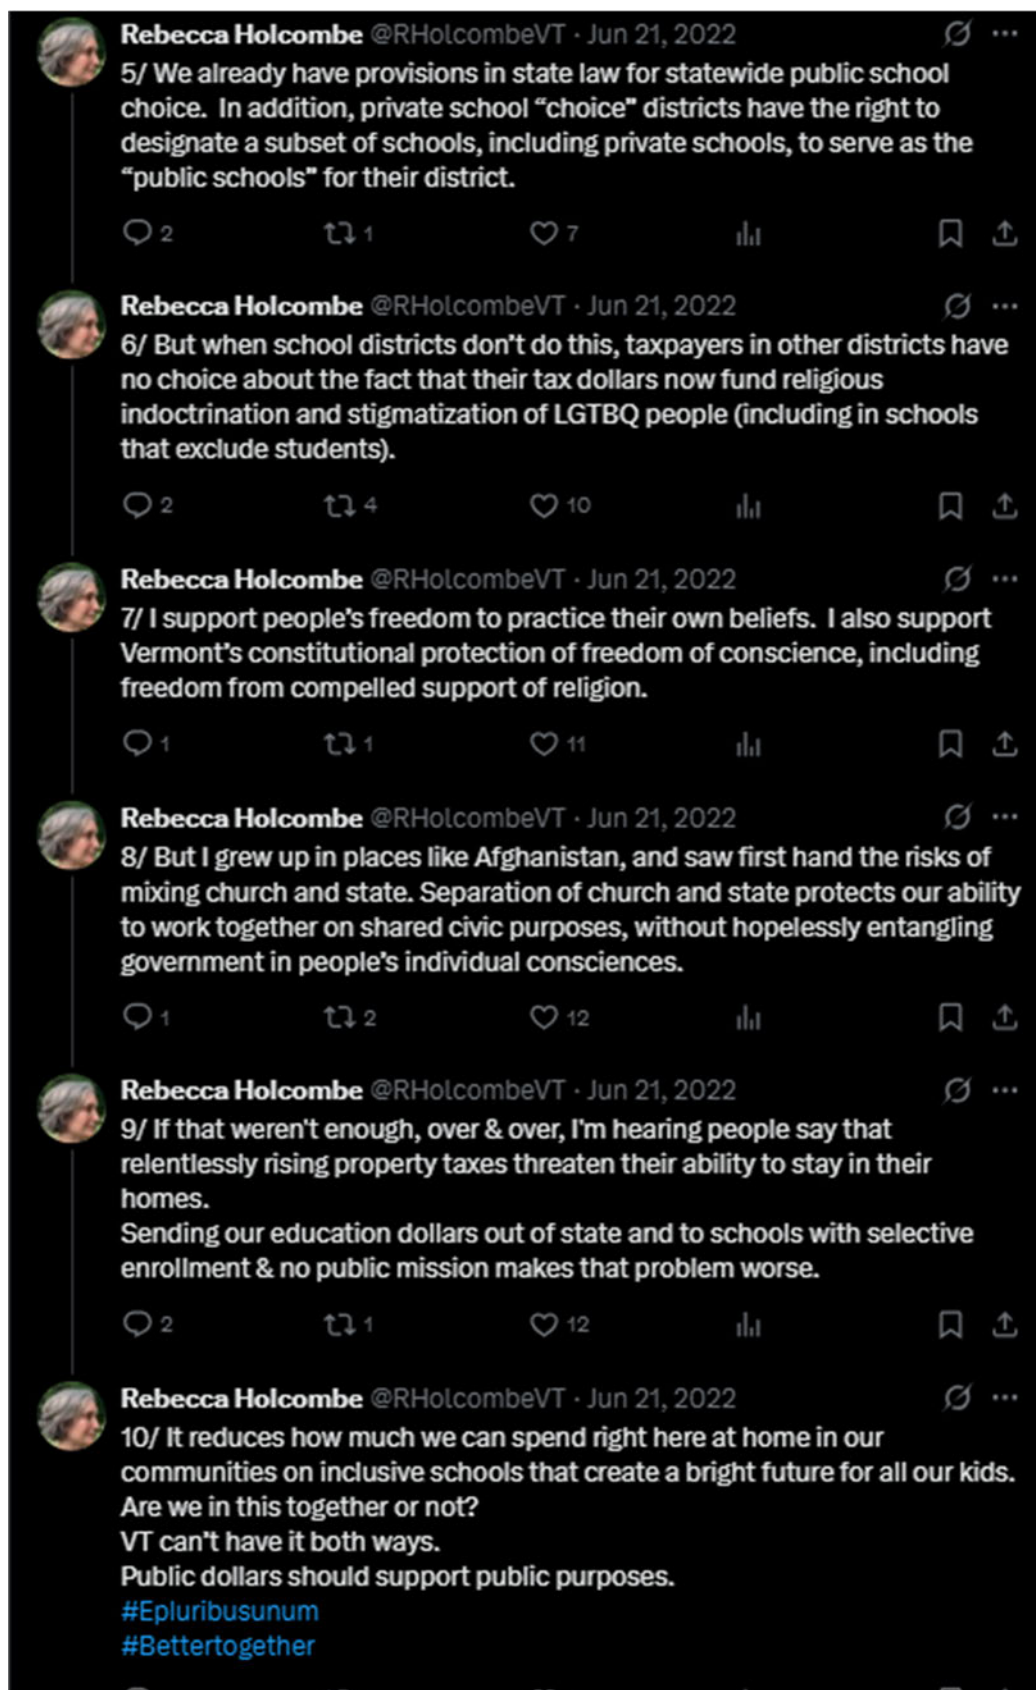 Rebecca Holcombe @RHolcombeVT · Jun 21, 2022
5/ We already have provisions in state law for statewide public school
choice.  In addition, private school “choice” districts have the right to
designate a subset of schools, including private schools, to serve as the
“public schools” for their district.
2 1 7
Rebecca Holcombe @RHolcombeVT · Jun 21, 2022
6/ But when school districts don't do this, taxpayers in other districts have
no choice about the fact that their tax dollars now fund religious
indoctrination and stigmatization of LGTBQ people (including in schools
that exclude students).
2 4 10
Rebecca Holcombe @RHolcombeVT · Jun 21, 2022
7/ I support people's freedom to practice their own beliefs.  I also support
Vermont's constitutional protection of freedom of conscience, including
freedom from compelled support of religion.
1 1 11
Rebecca Holcombe @RHolcombeVT · Jun 21, 2022
8/ But I grew up in places like Afghanistan, and saw first hand the risks of
mixing church and state. Separation of church and state protects our ability
to work together on shared civic purposes, without hopelessly entangling
government in people's individual consciences.
1 2 12
Rebecca Holcombe @RHolcombeVT · Jun 21, 2022
9/ If that weren't enough, over & over, I'm hearing people say that
relentlessly rising property taxes threaten their ability to stay in their
homes.
Sending our education dollars out of state and to schools with selective
enrollment & no public mission makes that problem worse.
2 1 12
Rebecca Holcombe @RHolcombeVT · Jun 21, 2022
10/ It reduces how much we can spend right here at home in our
communities on inclusive schools that create a bright future for all our kids.
Are we in this together or not?
VT can't have it both ways.
Public dollars should support public purposes.
#Epluribusunum
#Bettertogether